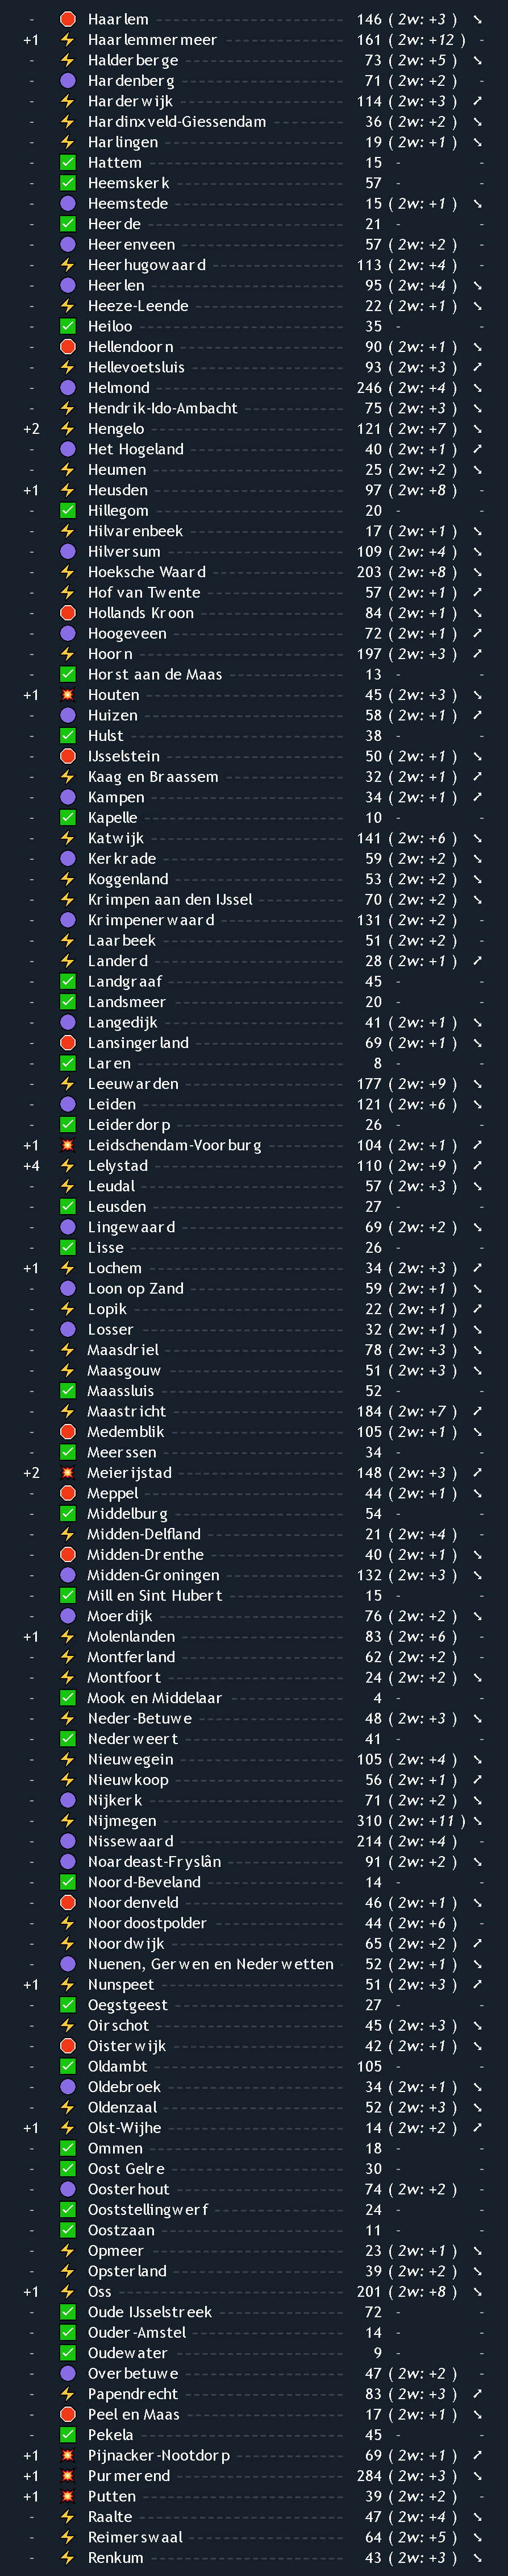 - Haarlem 146 ( 2w: +3 ) ↘
+1 Haarlemmermeer 161 ( 2w: +12 ) -
- Halderberge 73 ( 2w: +5 ) ↘
- Hardenberg 71 ( 2w: +2 ) -
- Harderwijk 114 ( 2w: +3 ) ↗
- Hardinxveld-Giessendam 36 ( 2w: +2 ) ↘
- Harlingen 19 ( 2w: +1 ) ↘
- Hattem 15 - -
- Heemskerk 57 - -
- Heemstede 15 ( 2w: +1 ) ↘
- Heerde 21 - -
- Heerenveen 57 ( 2w: +2 ) -
- Heerhugowaard 113 ( 2w: +4 ) -
- Heerlen 95 ( 2w: +4 ) ↘
- Heeze-Leende 22 ( 2w: +1 ) ↘
- Heiloo 35 - -
- Hellendoorn 90 ( 2w: +1 ) ↘
- Hellevoetsluis 93 ( 2w: +3 ) ↗
- Helmond 246 ( 2w: +4 ) ↘
- Hendrik-Ido-Ambacht 75 ( 2w: +3 ) ↘
+2 Hengelo 121 ( 2w: +7 ) ↘
- Het Hogeland 40 ( 2w: +1 ) ↗
- Heumen 25 ( 2w: +2 ) ↘
+1 Heusden 97 ( 2w: +8 ) -
- Hillegom 20 - -
- Hilvarenbeek 17 ( 2w: +1 ) ↘
- Hilversum 109 ( 2w: +4 ) ↘
- Hoeksche Waard 203 ( 2w: +8 ) ↘
- Hof van Twente 57 ( 2w: +1 ) ↗
- Hollands Kroon 84 ( 2w: +1 ) ↘
- Hoogeveen 72 ( 2w: +1 ) ↗
- Hoorn 197 ( 2w: +3 ) ↗
- Horst aan de Maas 13 - -
+1 Houten 45 ( 2w: +3 ) ↘
- Huizen 58 ( 2w: +1 ) ↗
- Hulst 38 - -
- IJsselstein 50 ( 2w: +1 ) ↘
- Kaag en Braassem 32 ( 2w: +1 ) ↗
- Kampen 34 ( 2w: +1 ) ↗
- Kapelle 10 - -
- Katwijk 141 ( 2w: +6 ) ↘
- Kerkrade 59 ( 2w: +2 ) ↘
- Koggenland 53 ( 2w: +2 ) ↘
- Krimpen aan den IJssel 70 ( 2w: +2 ) ↘
- Krimpenerwaard 131 ( 2w: +2 ) -
- Laarbeek 51 ( 2w: +2 ) -
- Landerd 28 ( 2w: +1 ) ↗
- Landgraaf 45 - -
- Landsmeer 20 - -
- Langedijk 41 ( 2w: +1 ) ↘
- Lansingerland 69 ( 2w: +1 ) ↘
- Laren 8 - -
- Leeuwarden 177 ( 2w: +9 ) ↘
- Leiden 121 ( 2w: +6 ) ↘
- Leiderdorp 26 - -
+1 Leidschendam-Voorburg 104 ( 2w: +1 ) ↗
+4 Lelystad 110 ( 2w: +9 ) ↗
- Leudal 57 ( 2w: +3 ) ↘
- Leusden 27 - -
- Lingewaard 69 ( 2w: +2 ) ↘
- Lisse 26 - -
+1 Lochem 34 ( 2w: +3 ) ↗
- Loon op Zand 59 ( 2w: +1 ) ↘
- Lopik 22 ( 2w: +1 ) ↗
- Losser 32 ( 2w: +1 ) ↘
- Maasdriel 78 ( 2w: +3 ) ↘
- Maasgouw 51 ( 2w: +3 ) ↘
- Maassluis 52 - -
- Maastricht 184 ( 2w: +7 ) ↗
- Medemblik 105 ( 2w: +1 ) ↘
- Meerssen 34 - -
+2 Meierijstad 148 ( 2w: +3 ) ↗
- Meppel 44 ( 2w: +1 ) ↘
- Middelburg 54 - -
- Midden-Delfland 21 ( 2w: +4 ) -
- Midden-Drenthe 40 ( 2w: +1 ) ↘
- Midden-Groningen 132 ( 2w: +3 ) ↘
- Mill en Sint Hubert 15 - -
- Moerdijk 76 ( 2w: +2 ) ↘
+1 Molenlanden 83 ( 2w: +6 ) -
- Montferland 62 ( 2w: +2 ) -
- Montfoort 24 ( 2w: +2 ) ↘
- Mook en Middelaar 4 - -
- Neder-Betuwe 48 ( 2w: +3 ) ↘
- Nederweert 41 - -
- Nieuwegein 105 ( 2w: +4 ) ↘
- Nieuwkoop 56 ( 2w: +1 ) ↗
- Nijkerk 71 ( 2w: +2 ) ↘
- Nijmegen 310 ( 2w: +11 ) ↘
- Nissewaard 214 ( 2w: +4 ) -
- Noardeast-Fryslân 91 ( 2w: +2 ) ↘
- Noord-Beveland 14 - -
- Noordenveld 46 ( 2w: +1 ) ↘
- Noordoostpolder 44 ( 2w: +6 ) -
- Noordwijk 65 ( 2w: +2 ) ↗
- Nuenen, Gerwen en Nederwetten 52 ( 2w: +1 ) ↘
+1 Nunspeet 51 ( 2w: +3 ) ↗
- Oegstgeest 27 - -
- Oirschot 45 ( 2w: +3 ) ↘
- Oisterwijk 42 ( 2w: +1 ) ↘
- Oldambt 105 - -
- Oldebroek 34 ( 2w: +1 ) ↘
- Oldenzaal 52 ( 2w: +3 ) ↘
+1 Olst-Wijhe 14 ( 2w: +2 ) ↗
- Ommen 18 - -
- Oost Gelre 30 - -
- Oosterhout 74 ( 2w: +2 ) -
- Ooststellingwerf 24 - -
- Oostzaan 11 - -
- Opmeer 23 ( 2w: +1 ) ↘
- Opsterland 39 ( 2w: +2 ) ↘
+1 Oss 201 ( 2w: +8 ) ↘
- Oude IJsselstreek 72 - -
- Ouder-Amstel 14 - -
- Oudewater 9 - -
- Overbetuwe 47 ( 2w: +2 ) -
- Papendrecht 83 ( 2w: +3 ) ↗
- Peel en Maas 17 ( 2w: +1 ) ↘
- Pekela 45 - -
+1 Pijnacker-Nootdorp 69 ( 2w: +1 ) ↗
+1 Purmerend 284 ( 2w: +3 ) ↘
+1 Putten 39 ( 2w: +2 ) -
- Raalte 47 ( 2w: +4 ) ↘
- Reimerswaal 64 ( 2w: +5 ) ↘
- Renkum 43 ( 2w: +3 ) ↘